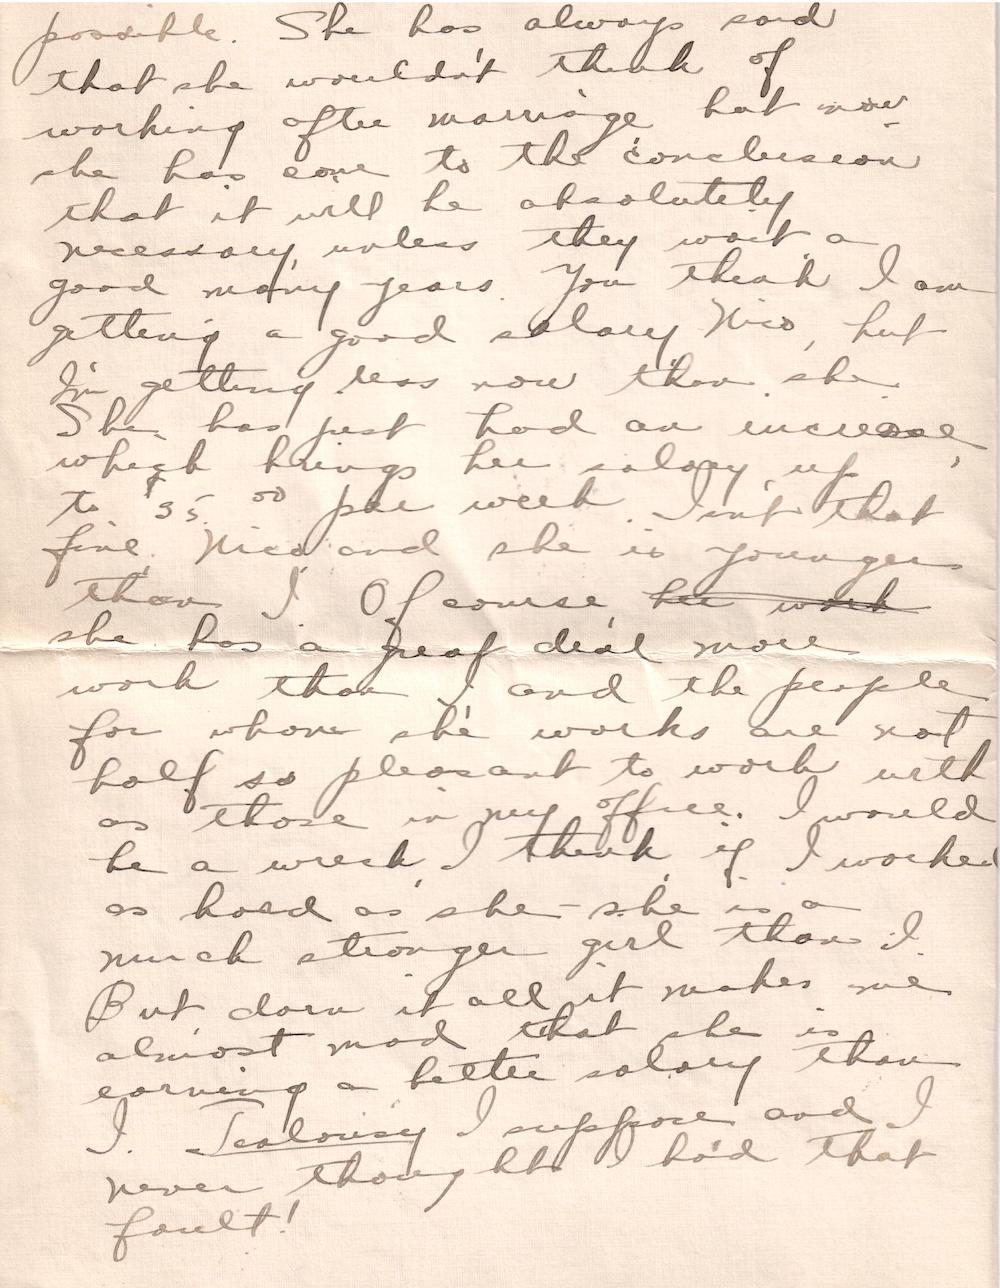 possible. She has always said
that she wouldn't think of
working after marriage but now
she has come to the conclusion
that it will be absolutely
necessary, unless they wait a
good many years. You think I am
getting a good salary Nico, but
I'm getting less now than she.
She has just had an increase,
which brings her salary up
to $35.00 per week. Isn't that
fine Nico and she is younger
than I. Of course her work
she has a great deal more
work than I and the people
for whom she works are not
half so pleasant to work with
as those in my office. I would
be a wreck, I think, if I worked
as hard as she - she is a
much stronger girl than I.
But darn it all it makes me
almost mad that she is
earning a better salary than
I. Jealousy I suppose and I
never thought I had that
fault!